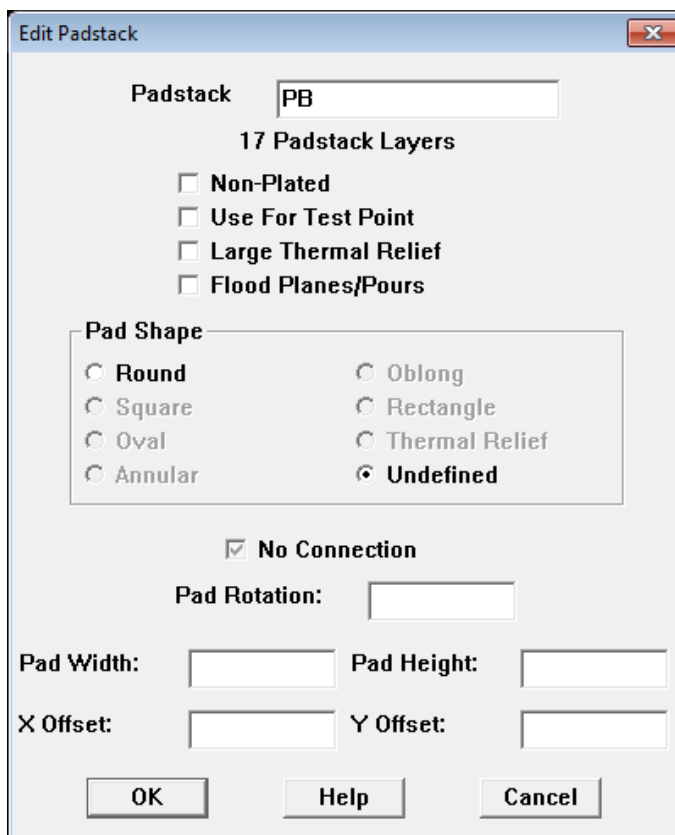 Edit Padstack
Padstack PB
17 Padstack Layers
Non-Plated
Use For Test Point
Large Thermal Relief
Flood Planes/Pours
Pad Shape
Round Oblong
Square Rectangle
Oval Thermal Relief
Annular Undefined
No Connection
Pad Rotation:
Pad Width: Pad Height:
X Offset: Y Offset:
OK Help Cancel